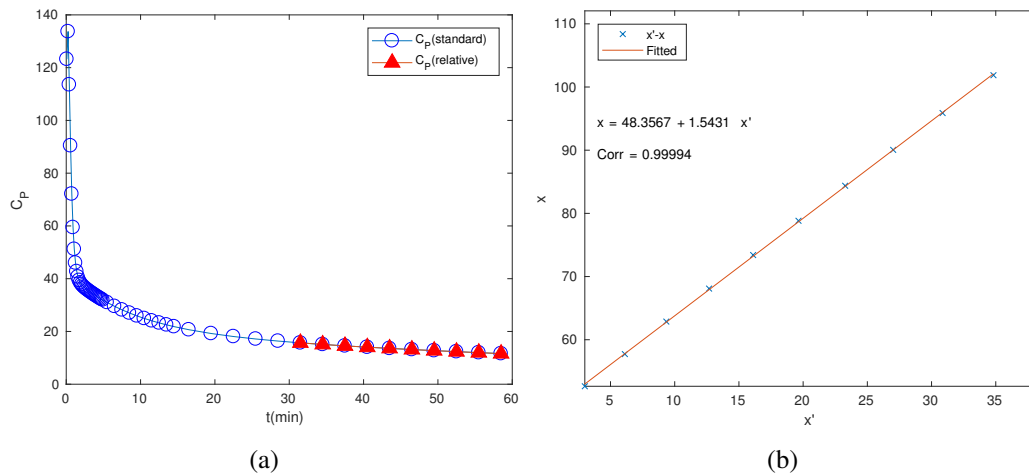 140
120
100
80
60
40
20
0
C_P
0 10 20 30 40 50 60
t(min)
C_P(standard)
C_P(relative)
(a)
110
100
90
80
70
60
x
5 10 15 20 25 30 35
x'
x'-x
Fitted
x = 48.3567 + 1.5431 x'
Corr = 0.99994
(b)